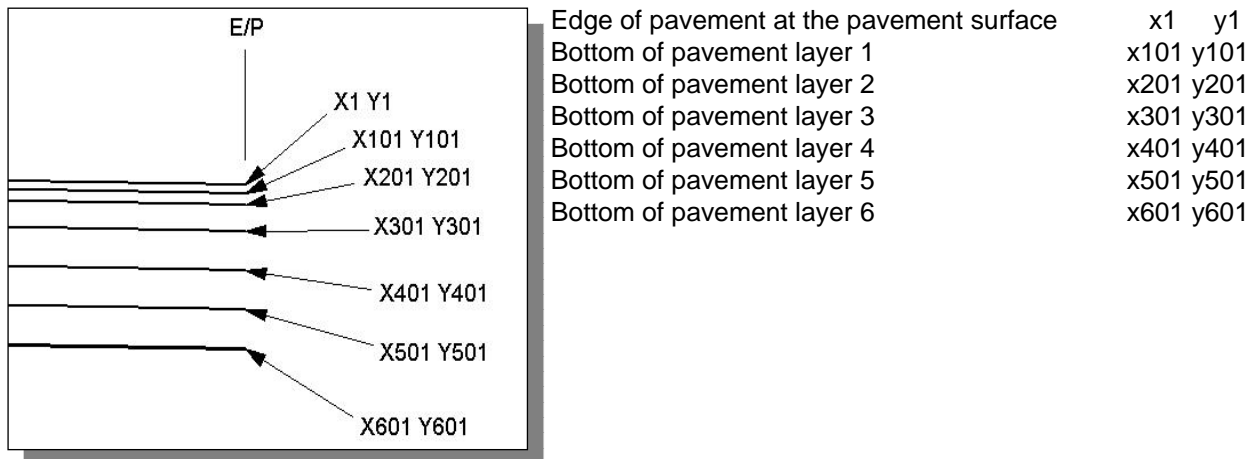 E/P
X1 Y1
X101 Y101
X201 Y201
X301 Y301
X401 Y401
X501 Y501
X601 Y601
Edge of pavement at the pavement surface x1 y1
Bottom of pavement layer 1 x101 y101
Bottom of pavement layer 2 x201 y201
Bottom of pavement layer 3 x301 y301
Bottom of pavement layer 4 x401 y401
Bottom of pavement layer 5 x501 y501
Bottom of pavement layer 6 x601 y601